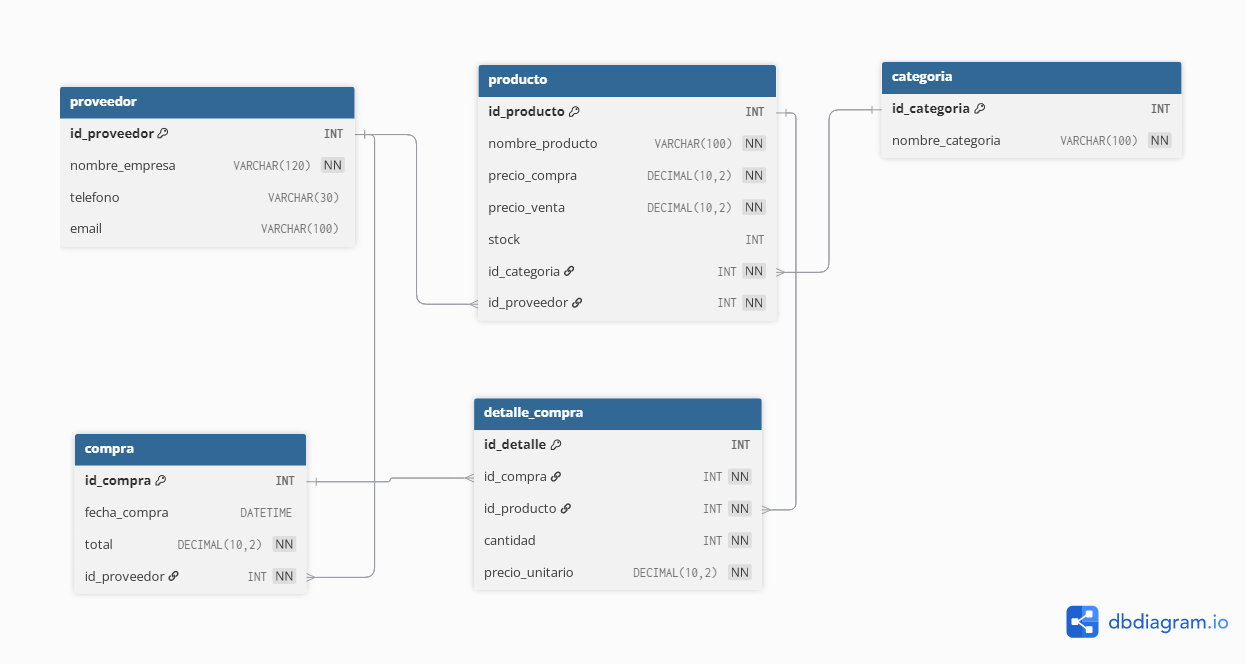 proveedor
id_proveedor INT
nombre_empresa VARCHAR(120) NN
telefono VARCHAR(30)
email VARCHAR(100)
producto
id_producto INT
nombre_producto VARCHAR(100) NN
precio_compra DECIMAL(10,2) NN
precio_venta DECIMAL(10,2) NN
stock INT
id_categoria INT NN
id_proveedor INT NN
categoria
id_categoria INT
nombre_categoria VARCHAR(100) NN
compra
id_compra INT
fecha_compra DATETIME
total DECIMAL(10,2) NN
id_proveedor INT NN
detalle_compra
id_detalle INT
id_compra INT NN
id_producto INT NN
cantidad INT NN
precio_unitario DECIMAL(10,2) NN
dbdiagram.io